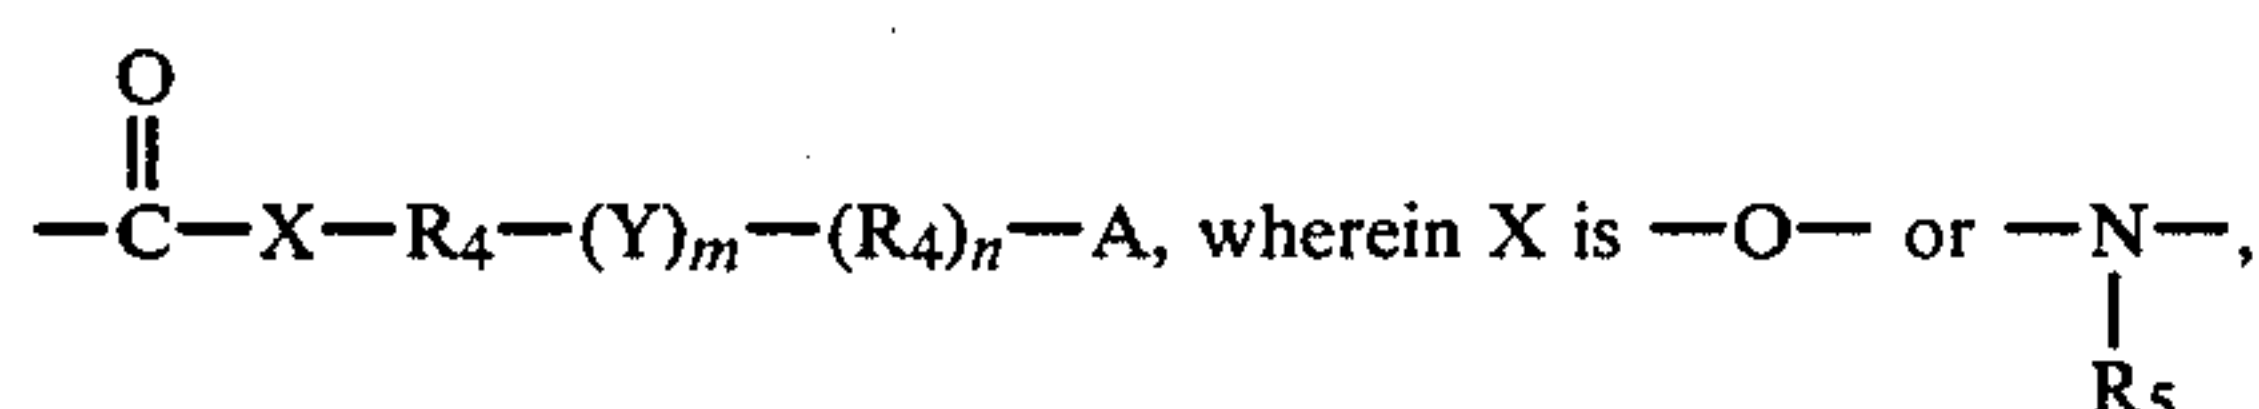 O
||
—C—X—R4—(Y)m—(R4)n—A, wherein X is —O— or —N—,
|
R5